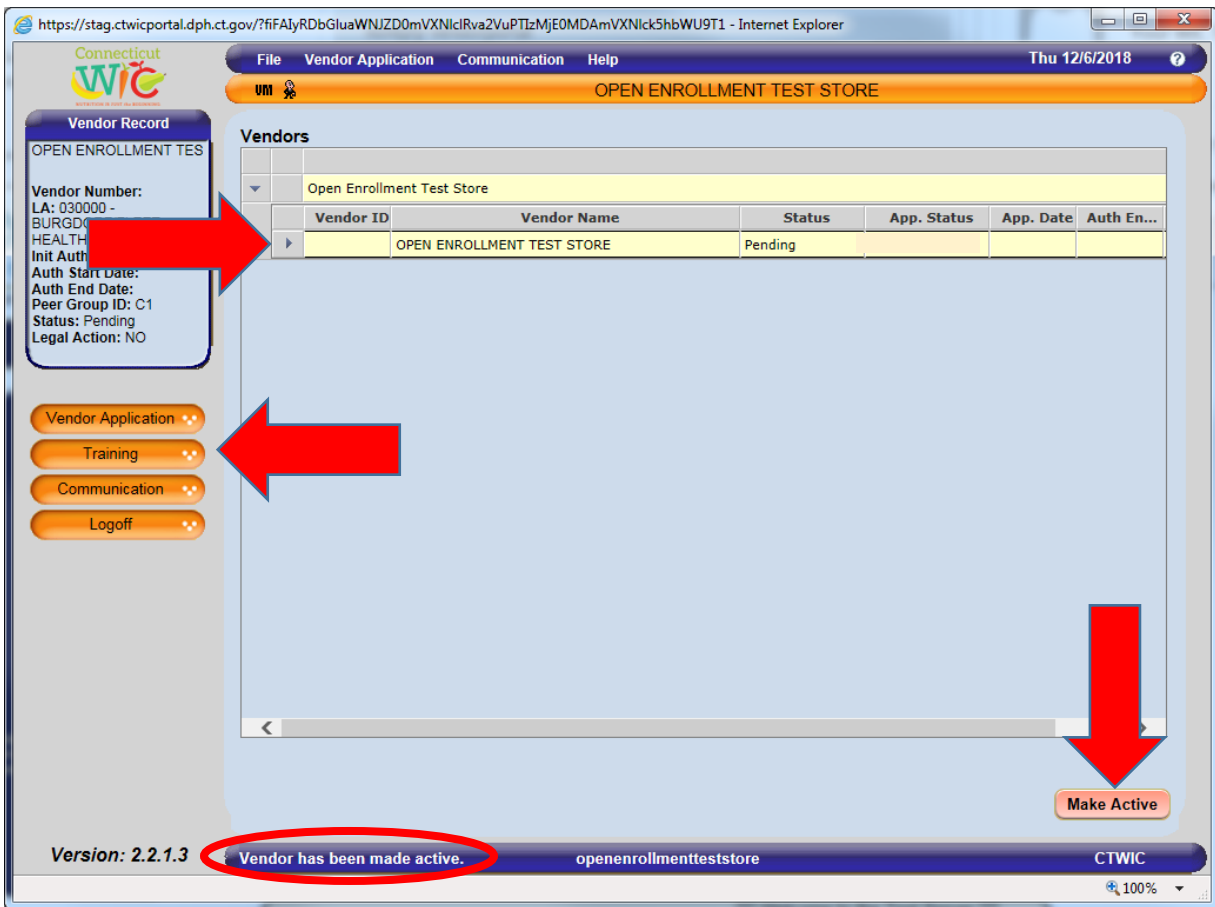 https://stag.ctwicportal.dph.ct.gov/?fiFAIyRDbGluaWNJZD0mVXNlclRva2VuPTIzMjE0MDAmVXNlck5hbWU9T1 - Internet Explorer
Connecticut
WIC
File Vendor Application Communication Help Thu 12/6/2018 ?
VM OPEN ENROLLMENT TEST STORE
Vendor Record
OPEN ENROLLMENT TES
Vendor Number:
LA: 030000 -
HEALTH
Init Auth
Auth Start Date:
Auth End Date:
Peer Group ID: C1
Status: Pending
Legal Action: NO
Vendor Application
Training
Communication
Logoff
Vendors
Open Enrollment Test Store
Vendor ID Vendor Name Status App. Status App. Date Auth En...
OPEN ENROLLMENT TEST STORE Pending
Make Active
Version: 2.2.1.3
Vendor has been made active. openenrollmentteststore CTWIC
100%